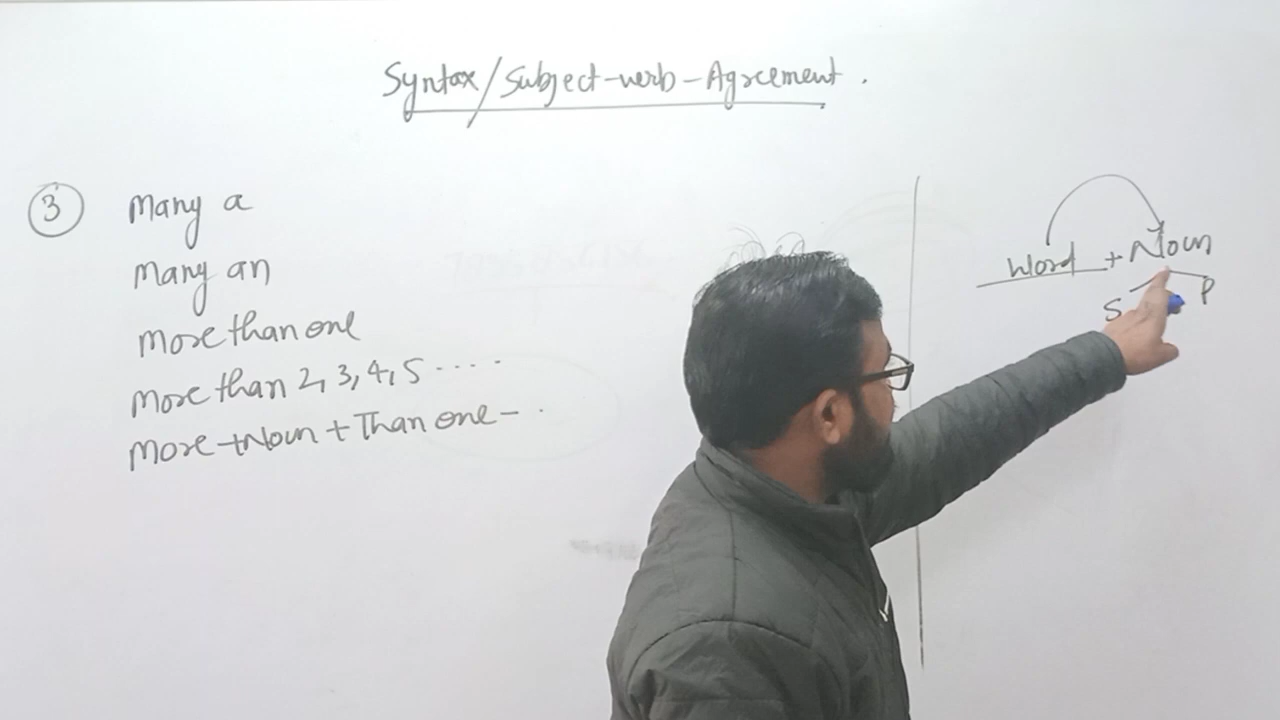 Syntax/Subject-verb-Agreement.
3 Many a
Many an
More than one
More than 2, 3, 4, 5 .....
More+Noun+Than one-.
Word + Noun
S P